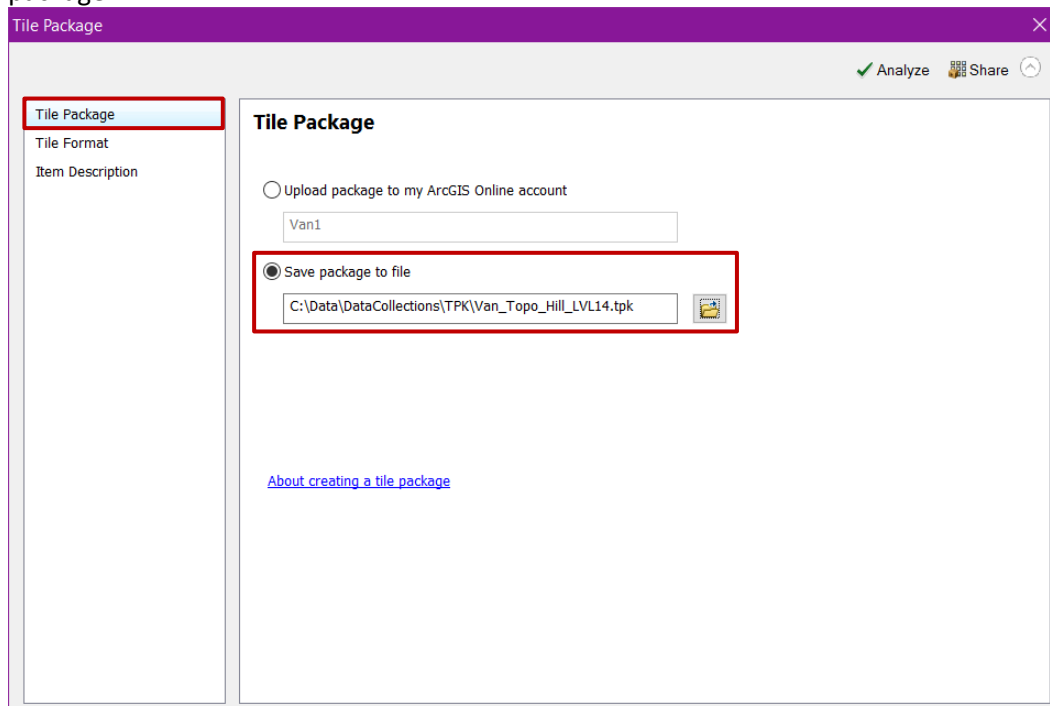 Tile Package
Analyze Share
Tile Package
Tile Format
Item Description
Tile Package
Upload package to my ArcGIS Online account
Van1
Save package to file
C:\Data\DataCollections\TPK\Van_Topo_Hill_LVL14.tpk
About creating a tile package